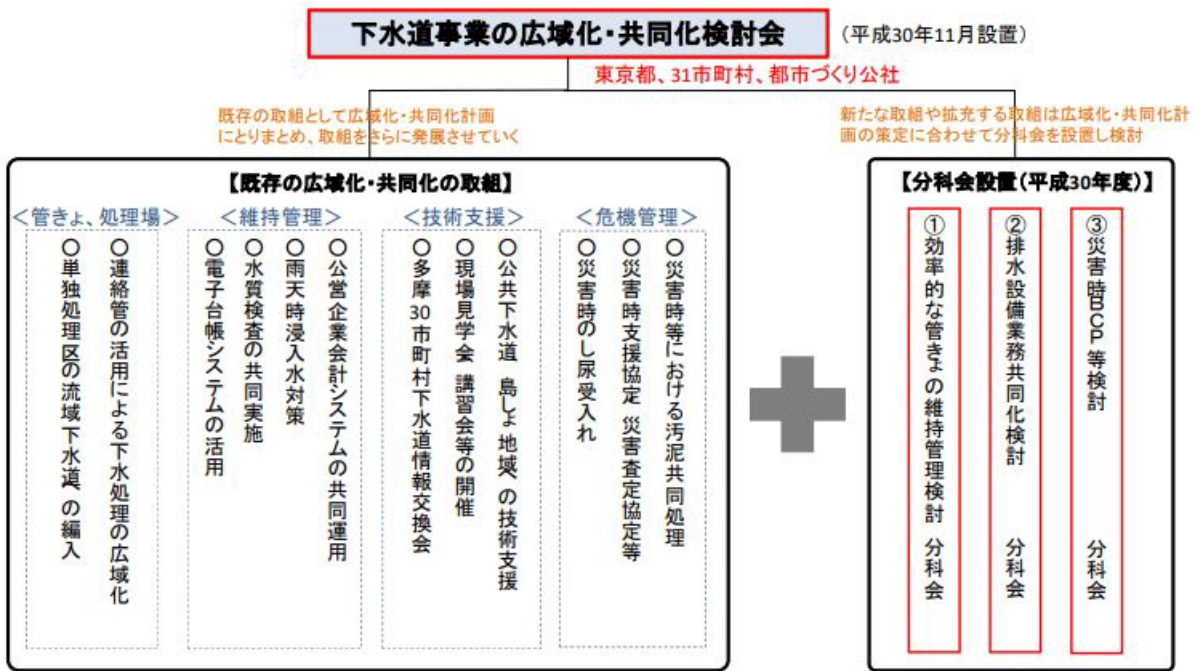 下水道事業の広域化・共同化検討会
(平成30年11月設置)
東京都、31市町村、都市づくり公社
既存の取組として広域化・共同化計画
にとりまとめ、取組をさらに発展させていく
新たな取組や拡充する取組は広域化・共同化計
画の策定に合わせて分科会を設置し検討
【既存の広域化・共同化の取組】
＜管きょ、処理場＞
○連絡管の活用による下水処理の広域化
○単独処理区の流域下水道への編入
＜維持管理＞
○公営企業会計システムの共同運用
○雨天時浸入水対策
○水質検査の共同実施
○電子台帳システムの活用
＜技術支援＞
○公共下水道（島しょ地域）への技術支援
○現場見学会、講習会等の開催
○多摩30市町村下水道情報交換会
＜危機管理＞
○災害時等における汚泥共同処理
○災害時支援協定、災害査定協定等
○災害時のし尿受入れ
【分科会設置(平成30年度)】
①効率的な管きょの維持管理検討 分科会
②排水設備業務共同化検討 分科会
③災害時BCP等検討 分科会